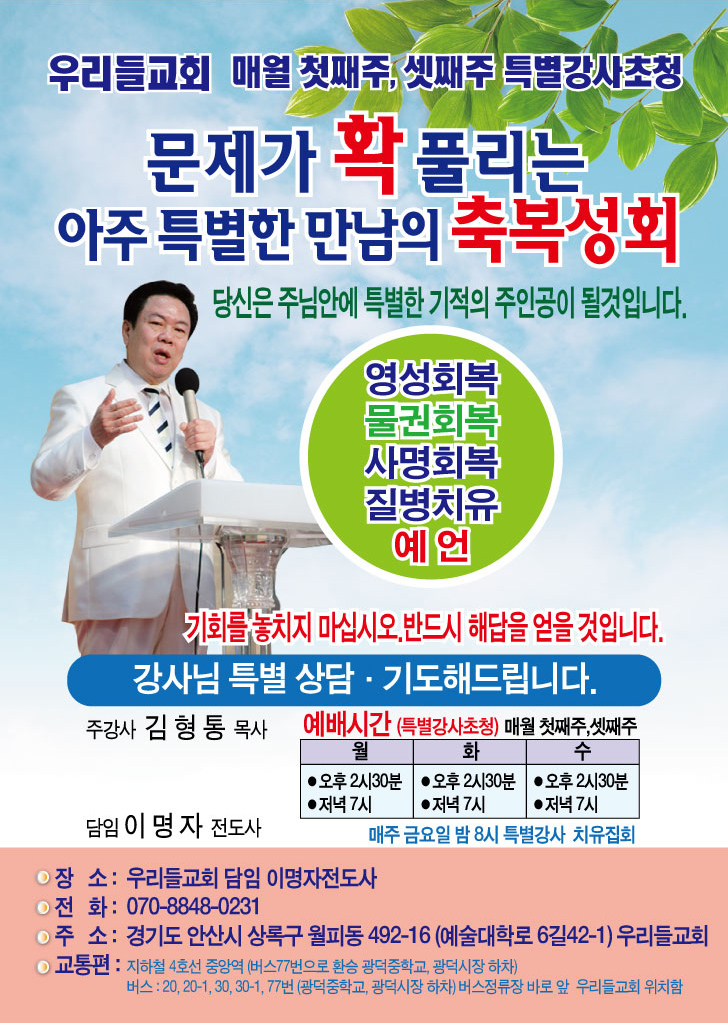 우리들교회 매월 첫째주, 셋째주 특별강사초청
문제가 확 풀리는
아주 특별한 만남의 축복성회
당신은 주님안에 특별한 기적의 주인공이 될것입니다.
영성회복
물권회복
사명회복
질병치유
예언
기회를 놓치지 마십시오.반드시 해답을 얻을 것입니다.
강사님 특별 상담 · 기도해드립니다.
주강사 김형통 목사
담임 이명자 전도사
예배시간 (특별강사초청) 매월 첫째주,셋째주
월 화 수
●오후 2시30분 ●오후 2시30분 ●오후 2시30분
●저녁 7시 ●저녁 7시 ●저녁 7시
매주 금요일 밤 8시 특별강사 치유집회
장 소 : 우리들교회 담임 이명자전도사
전 화 : 070-8848-0231
주 소 : 경기도 안산시 상록구 월피동 492-16 (예술대학로 6길42-1) 우리들교회
교통편 : 지하철 4호선 중앙역 (버스77번으로 환승 광덕중학교, 광덕시장 하차)
버스 : 20, 20-1, 30, 30-1, 77번 (광덕중학교, 광덕시장 하차) 버스정류장 바로 앞 우리들교회 위치함